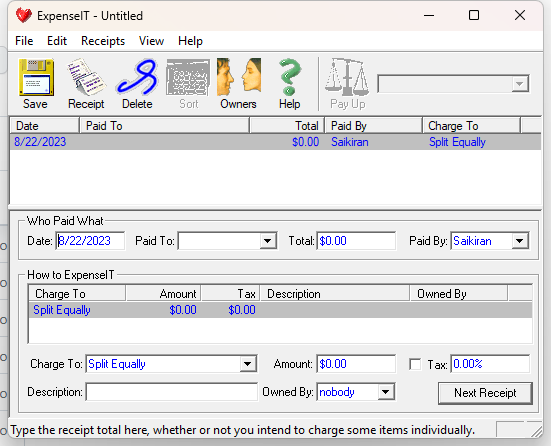 ExpenseIT - Untitled
File Edit Receipts View Help
Save Receipt Delete Sort Owners Help Pay Up
Date Paid To Total Paid By Charge To
8/22/2023 $0.00 Saikiran Split Equally
Who Paid What
Date: 8/22/2023 Paid To: Total: $0.00 Paid By: Saikiran
How to ExpenseIT
Charge To Amount Tax Description Owned By
Split Equally $0.00 $0.00
Charge To: Split Equally Amount: $0.00 Tax: 0.00%
Description: Owned By: nobody Next Receipt
Type the receipt total here, whether or not you intend to charge some items individually.